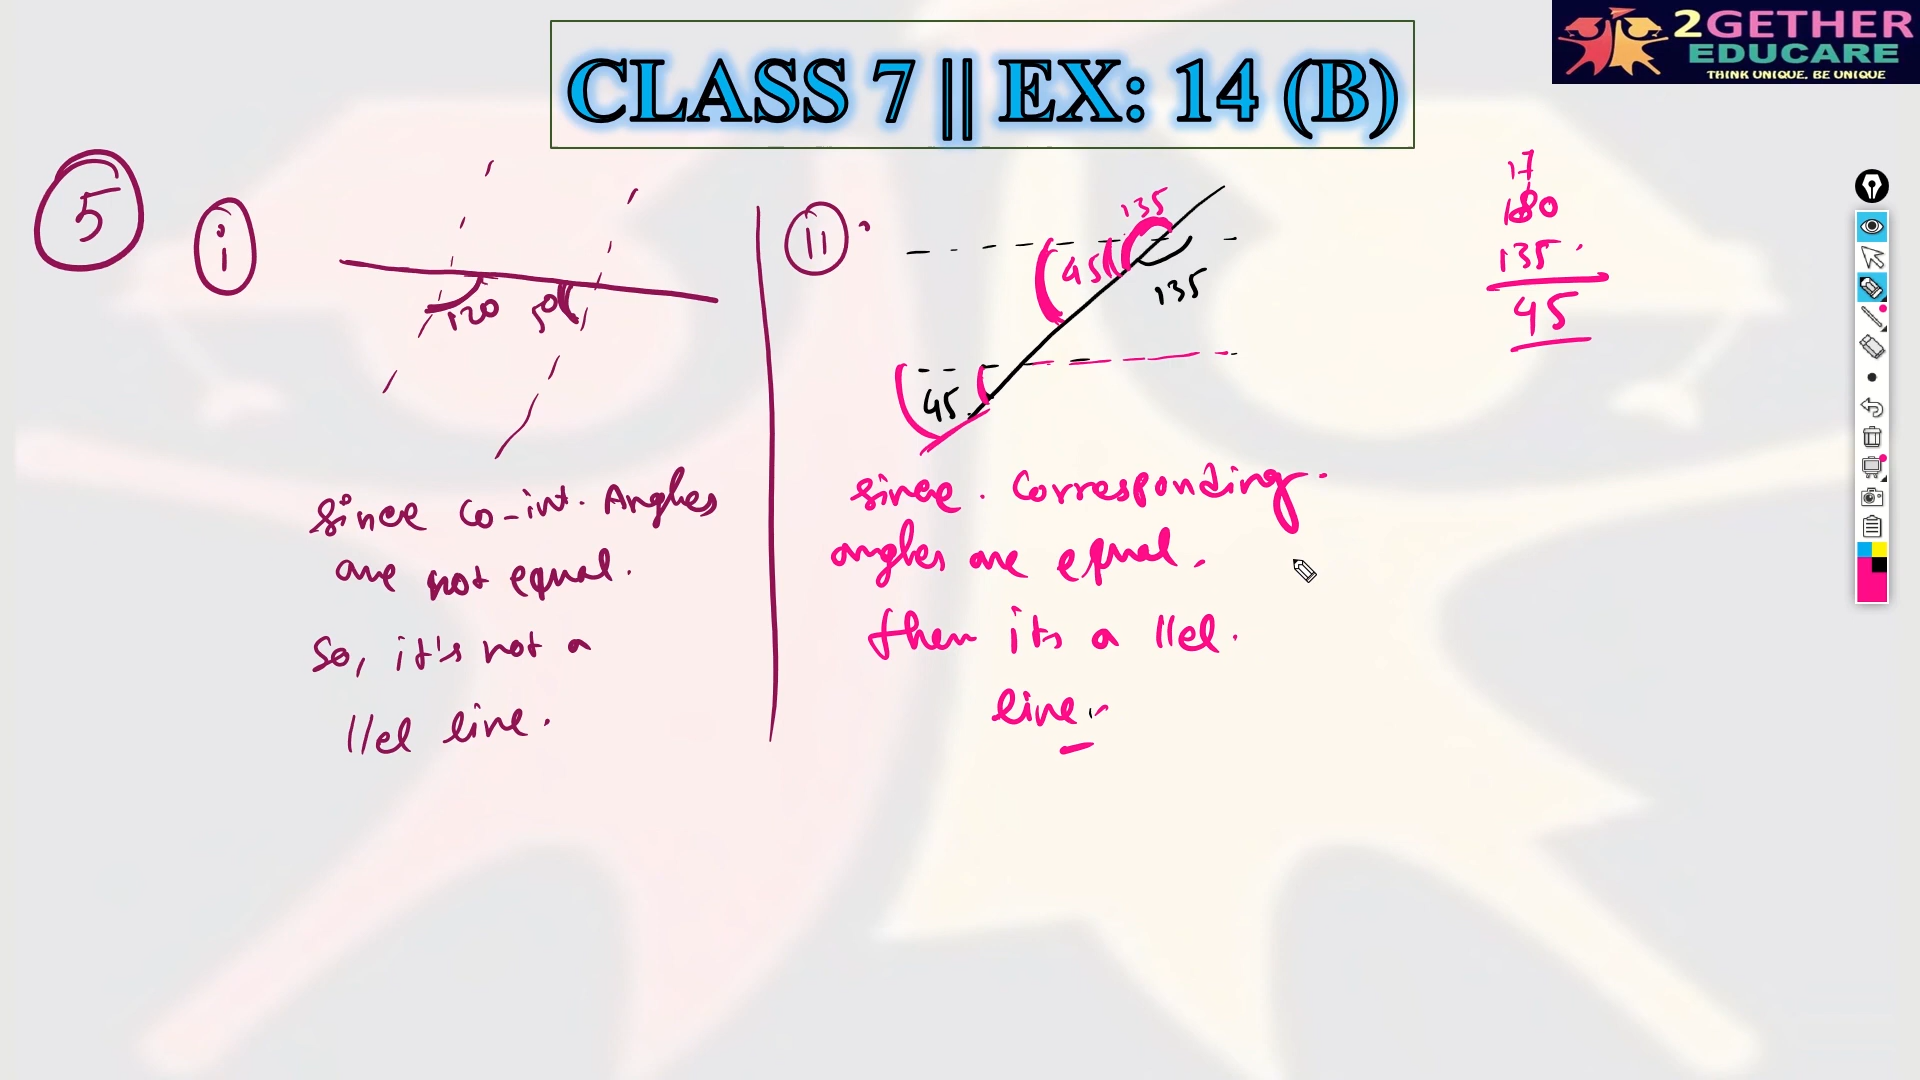 2GETHER
EDUCARE
THINK UNIQUE. BE UNIQUE
CLASS 7 || EX: 14 (B)
5
i
120 50
since co-int. Angles
are not equal.
So, it's not a
llel line.
ii
135
45
135
45
since. Corresponding.
angles are equal.
then its a llel.
line.
17
180
135.
45